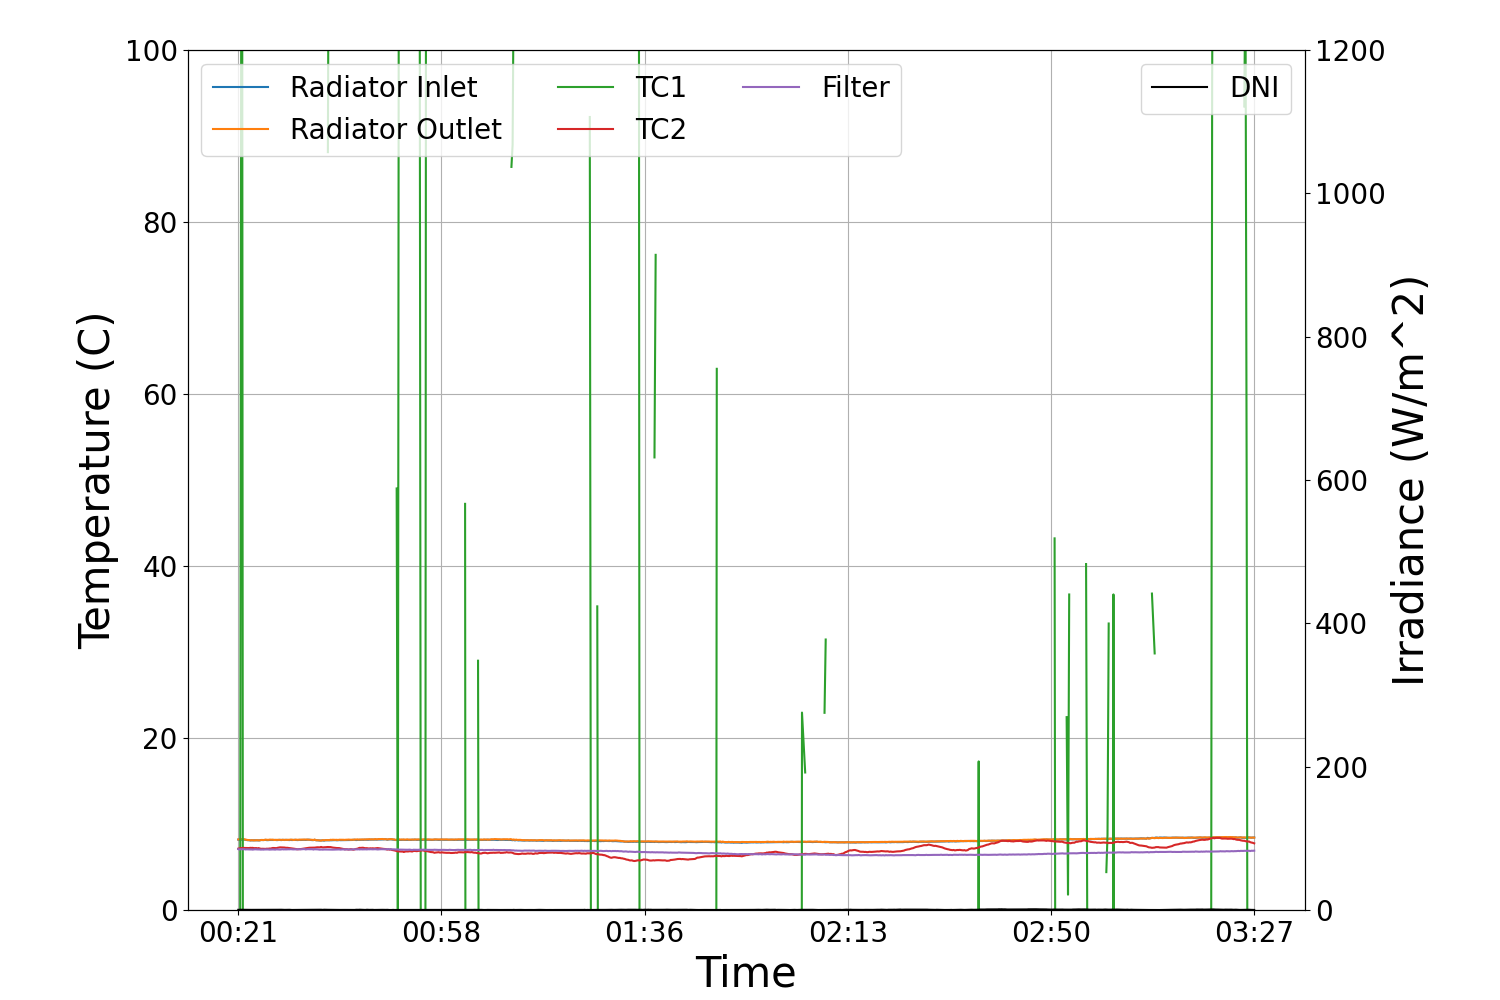 100
80
60
40
20
0
Temperature (C)
Radiator Inlet
Radiator Outlet
TC1
TC2
Filter
DNI
1200
1000
800
600
400
200
0
Irradiance (W/m^2)
00:21
00:58
01:36
02:13
02:50
03:27
Time